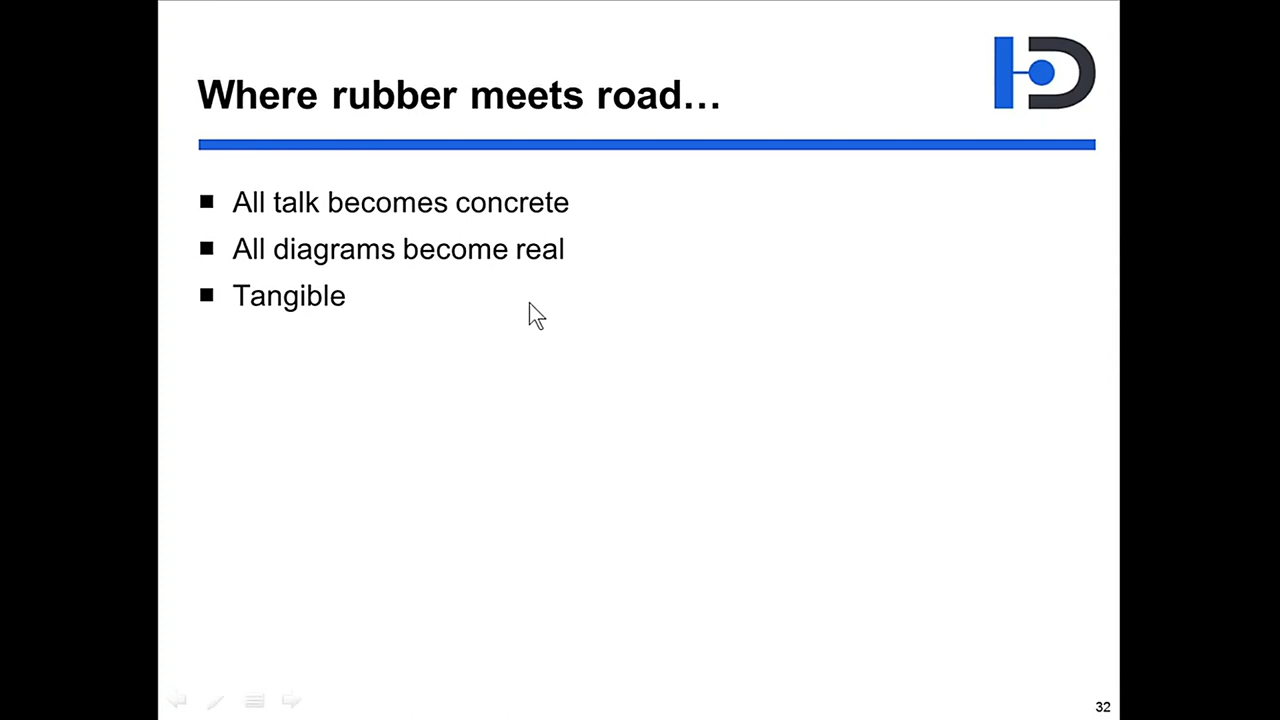 Where rubber meets road…
All talk becomes concrete
All diagrams become real
Tangible
32